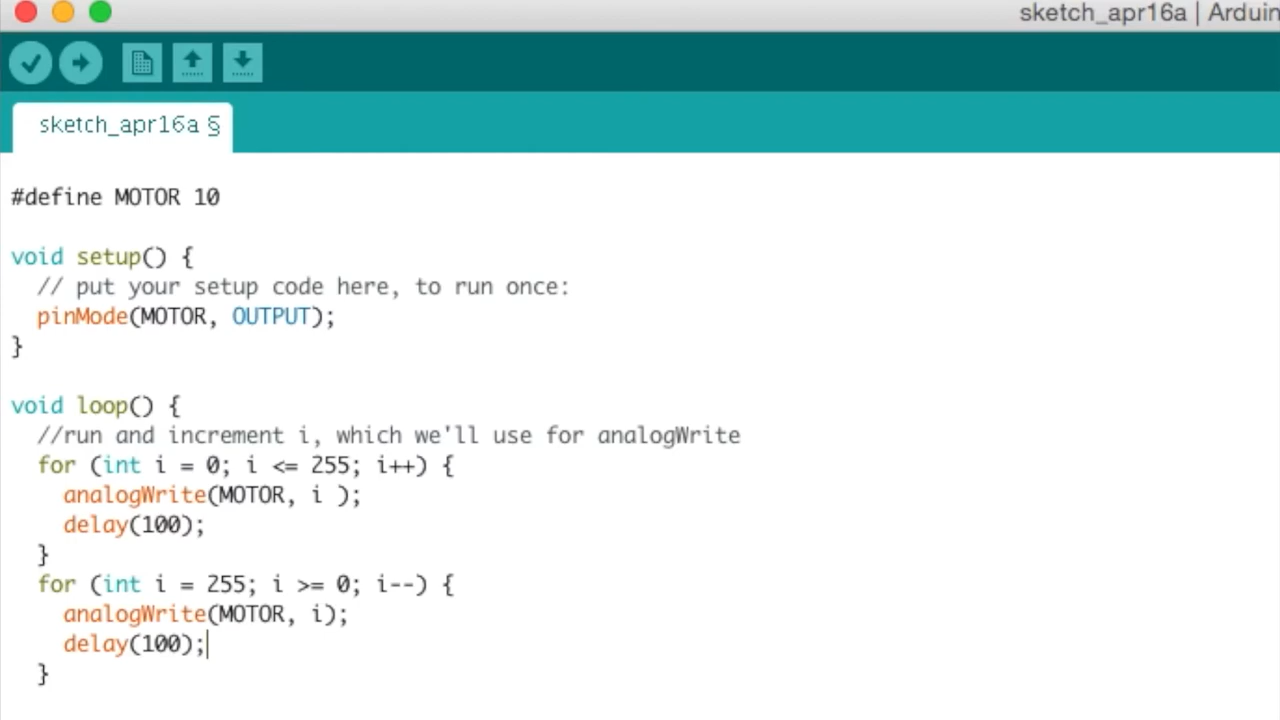 sketch_apr16a | Arduin
sketch_apr16a §
#define MOTOR 10
void setup() {
// put your setup code here, to run once:
pinMode(MOTOR, OUTPUT);
}
void loop() {
//run and increment i, which we'll use for analogWrite
for (int i = 0; i <= 255; i++) {
analogWrite(MOTOR, i );
delay(100);
}
for (int i = 255; i >= 0; i--) {
analogWrite(MOTOR, i);
delay(100);
}